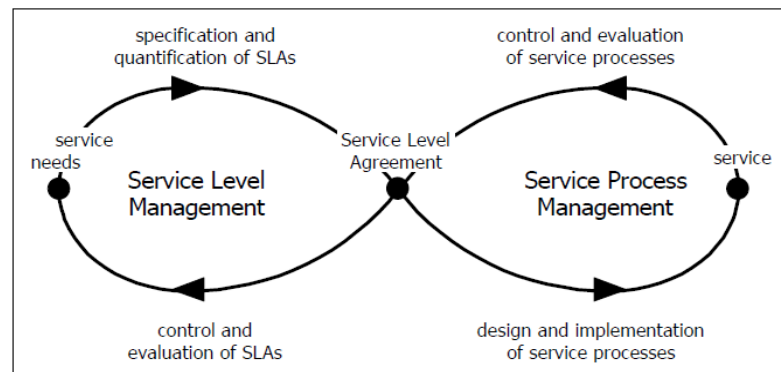 specification and
quantification of SLAs
control and evaluation
of service processes
service
needs
Service Level
Agreement
service
Service Level
Management
Service Process
Management
control and
evaluation of SLAs
design and implementation
of service processes